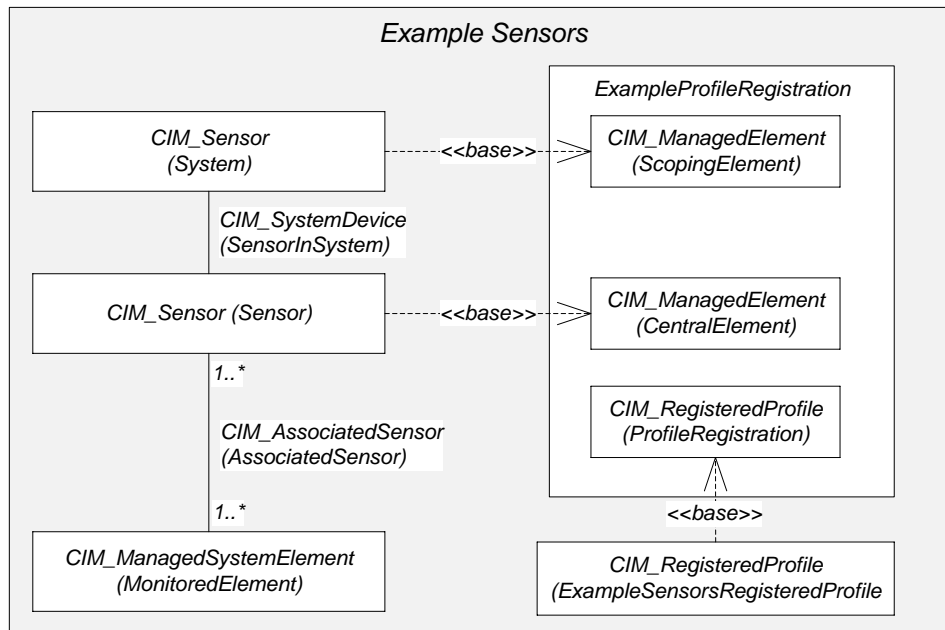 Example Sensors
ExampleProfileRegistration
CIM_Sensor
(System)
<<base>>
CIM_ManagedElement
(ScopingElement)
CIM_SystemDevice
(SensorInSystem)
CIM_Sensor (Sensor)
<<base>>
CIM_ManagedElement
(CentralElement)
1..*
CIM_AssociatedSensor
(AssociatedSensor)
1..*
CIM_RegisteredProfile
(ProfileRegistration)
<<base>>
CIM_ManagedSystemElement
(MonitoredElement)
CIM_RegisteredProfile
(ExampleSensorsRegisteredProfile